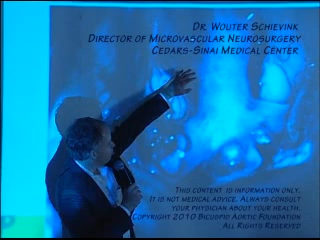 Dr. Wouter Schievink
Director of Microvascular Neurosurgery
Cedars-Sinai Medical Center
This content is information only.
It is not medical advice. Always consult
your physician about your health.
Copyright 2010 Bicuspid Aortic Foundation
All Rights Reserved